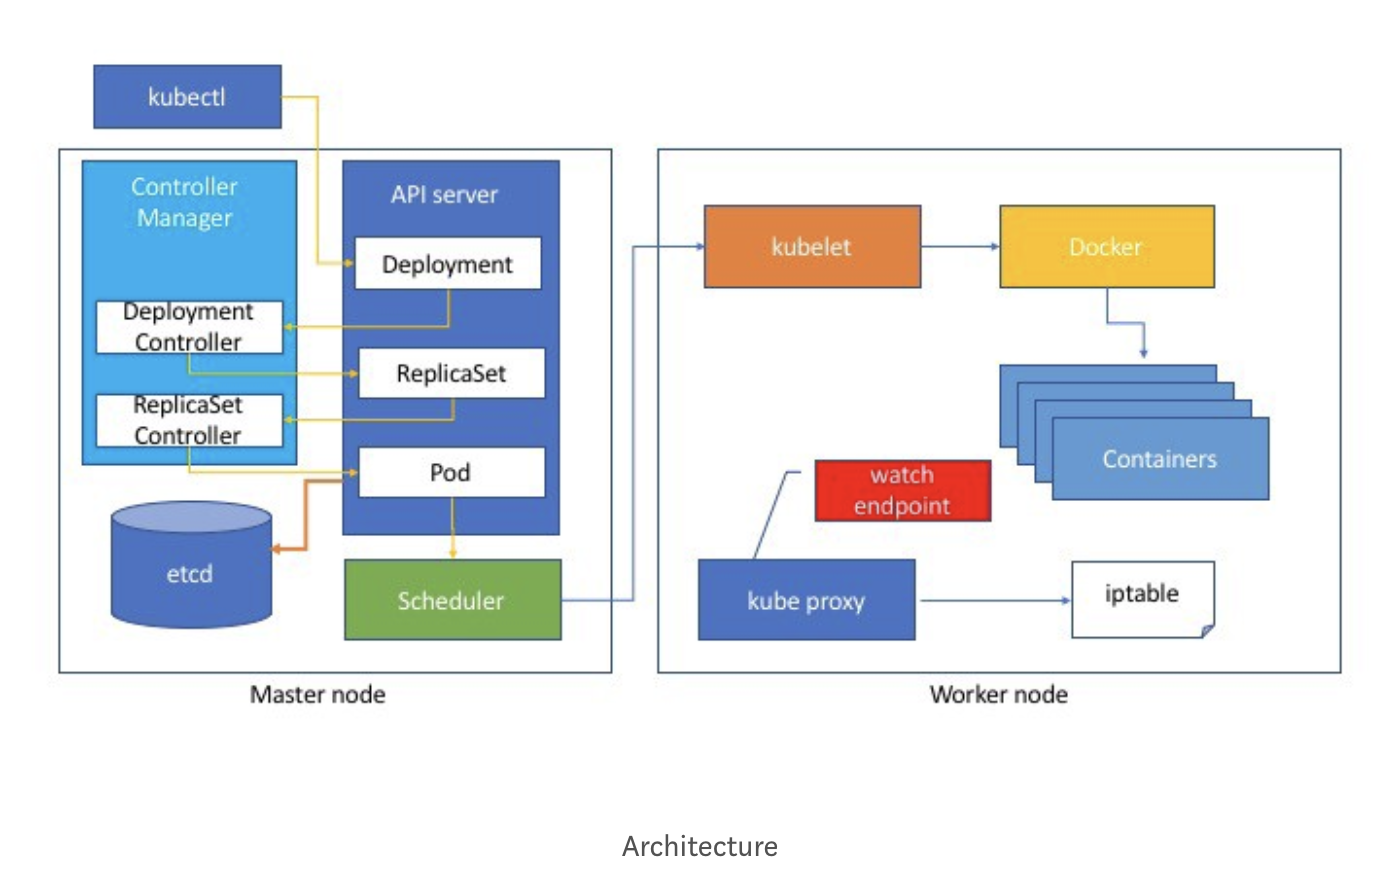 kubectl
Controller
Manager
API server
Deployment
Deployment
Controller
ReplicaSet
ReplicaSet
Controller
Pod
etcd
Scheduler
Master node
kubelet
Docker
Containers
watch
endpoint
kube proxy
iptable
Worker node
Architecture